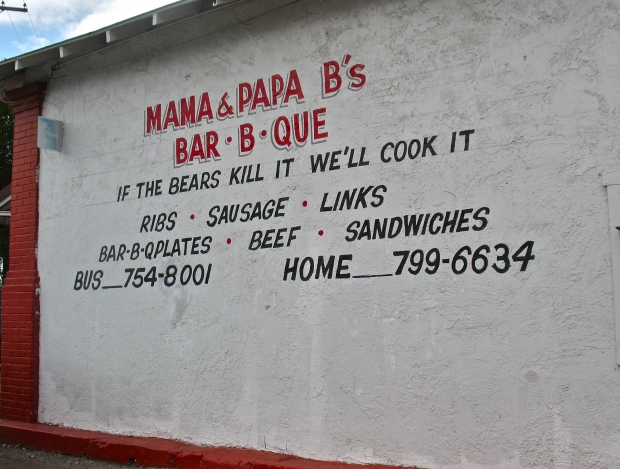 MAMA & PAPA B's
BAR · B · QUE
IF THE BEARS KILL IT WE'LL COOK IT
RIBS · SAUSAGE · LINKS
BAR-B-QPLATES · BEEF · SANDWICHES
BUS__754-8001 HOME__799-6634